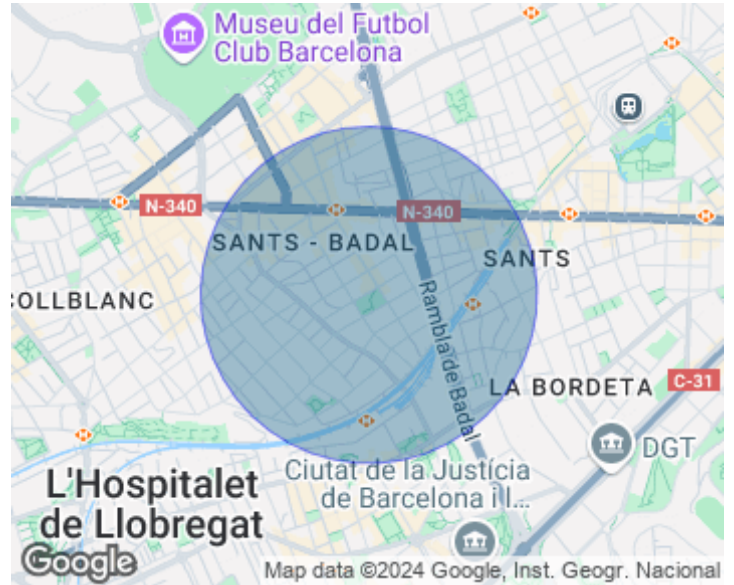 Museu del Futbol
Club Barcelona
N-340
N-340
SANTS - BADAL
SANTS
COLLBLANC
Rambla de Badal
LA BORDETA
C-31
DGT
Ciutat de la Justícia
de Barcelona i l...
L'Hospitalet
de Llobregat
Google
Map data ©2024 Google, Inst. Geogr. Nacional